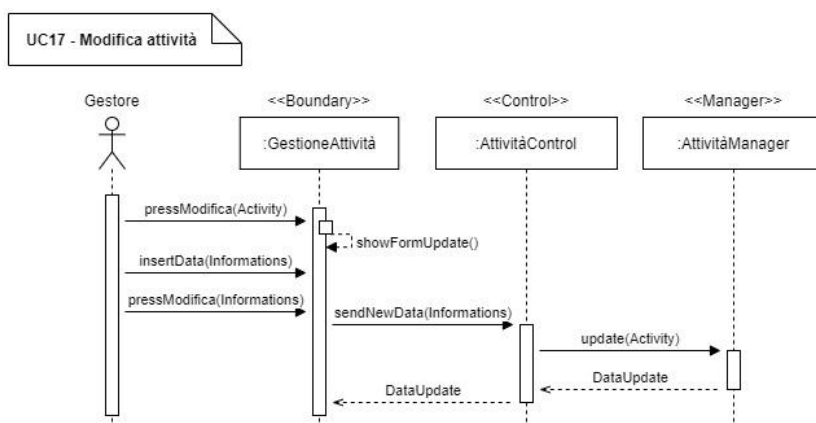 UC17 - Modifica attività
Gestore
<<Boundary>>
<<Control>>
<<Manager>>
:GestioneAttività
:AttivitàControl
:AttivitàManager
pressModifica(Activity)
showFormUpdate()
insertData(Informations)
pressModifica(Informations)
sendNewData(Informations)
update(Activity)
DataUpdate
DataUpdate